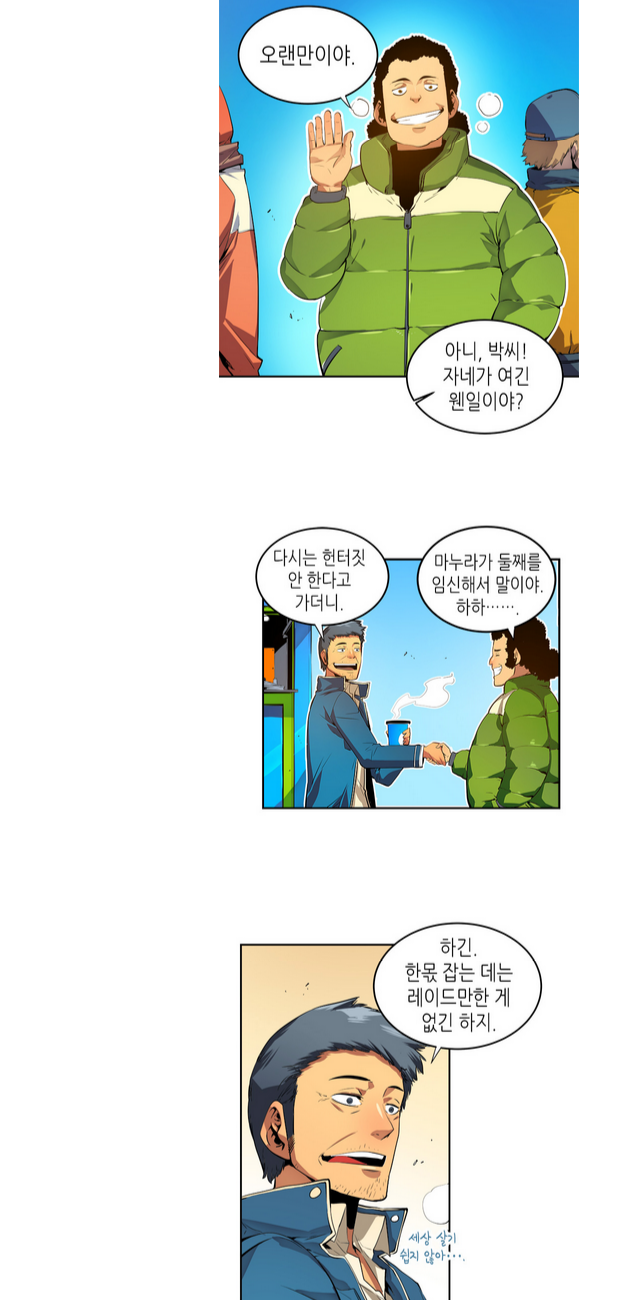 오랜만이야.
아니, 박씨!
자네가 여긴
웬일이야?
다시는 헌터짓
안 한다고
가더니.
마누라가 둘째를
임신해서 말이야.
하하…….
하긴.
한몫 잡는 데는
레이드만한 게
없긴 하지.
세상 살기
쉽지 않아….